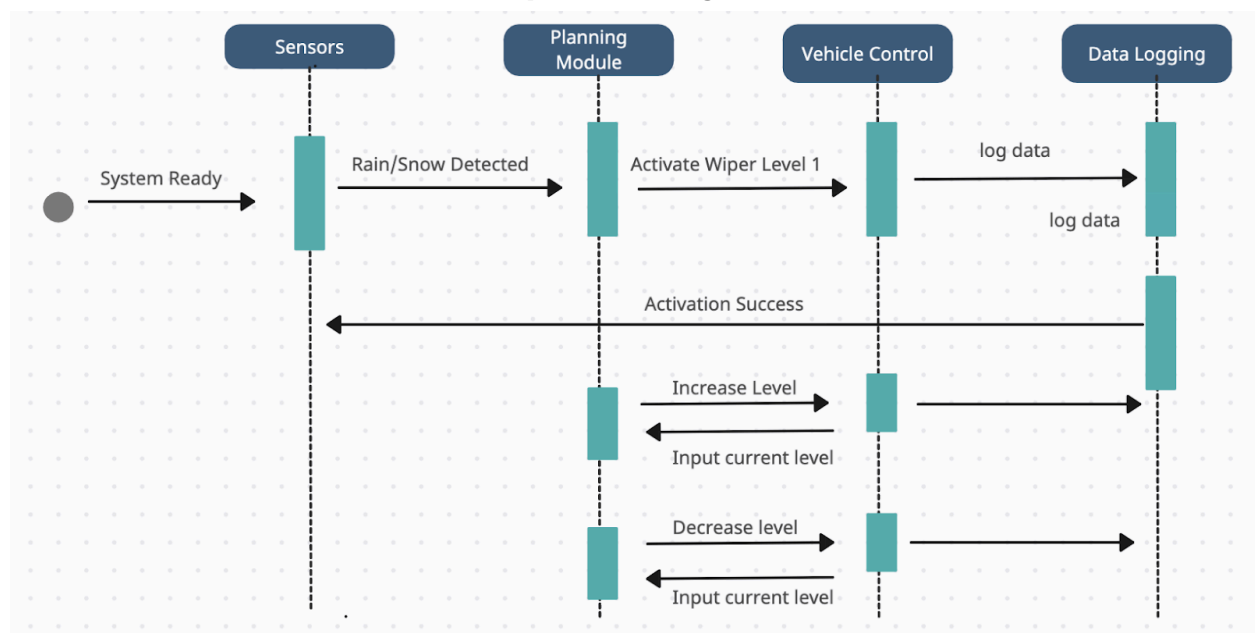 Sensors
Planning
Module
Vehicle Control
Data Logging
System Ready
Rain/Snow Detected
Activate Wiper Level 1
log data
log data
Activation Success
Increase Level
Input current level
Decrease level
Input current level